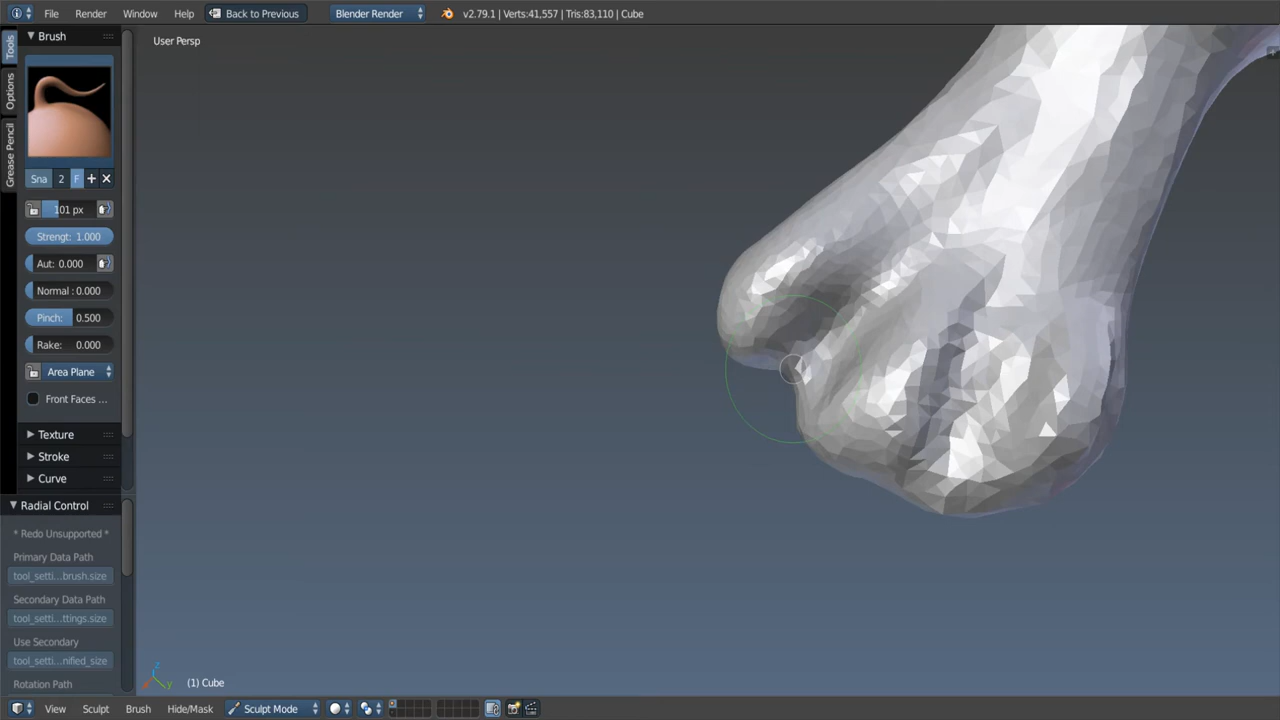 File Render Window Help Back to Previous Blender Render v2.79.1 | Verts:41,557 | Tris:83,110 | Cube
Tools
Options
Grease Pencil
Brush
User Persp
Sna 2 F
101 px
Strengt: 1.000
Aut: 0.000
Normal : 0.000
Pinch: 0.500
Rake: 0.000
Area Plane
Front Faces ...
Texture
Stroke
Curve
Radial Control
* Redo Unsupported *
Primary Data Path
tool_setti...brush.size
Secondary Data Path
tool_setti...ttings.size
Use Secondary
tool_setti...nified_size
Rotation Path
z
y
(1) Cube
View Sculpt Brush Hide/Mask Sculpt Mode